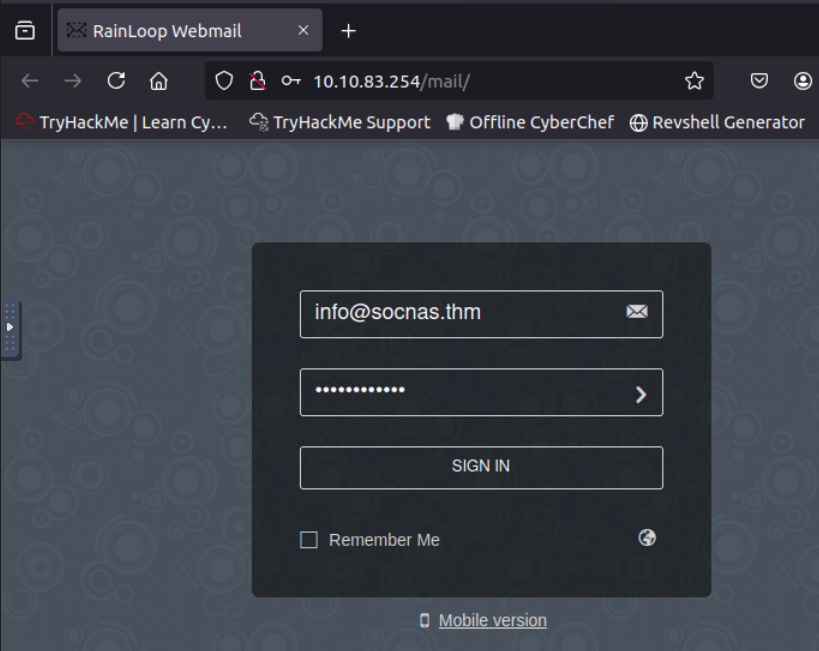 RainLoop Webmail
10.10.83.254/mail/
TryHackMe | Learn Cy...
TryHackMe Support
Offline CyberChef
Revshell Generator
info@socnas.thm
••••••••••••
SIGN IN
Remember Me
Mobile version